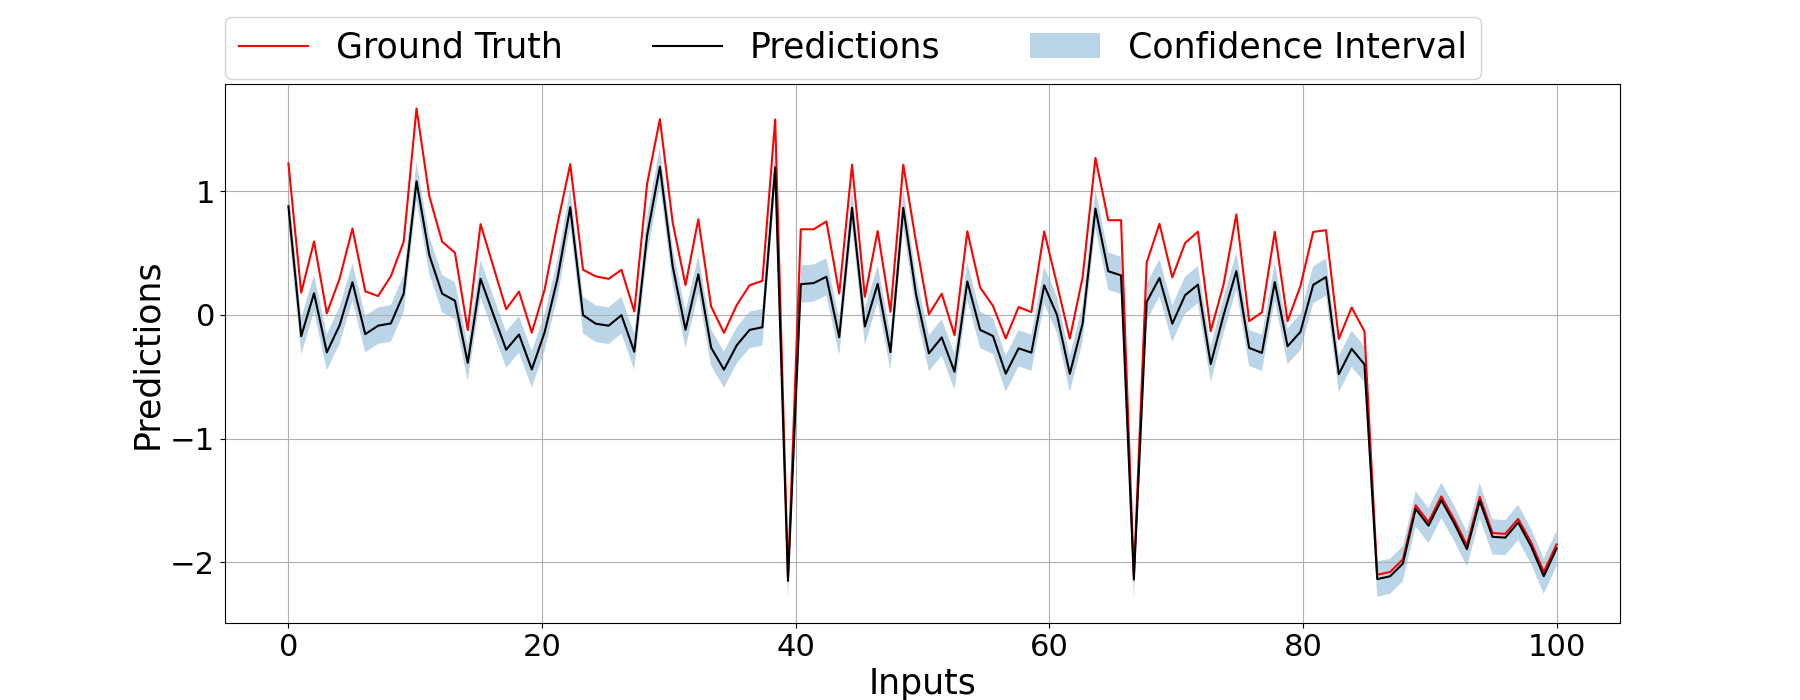 Ground Truth Predictions Confidence Interval
Predictions
1
0
−1
−2
0 20 40 60 80 100
Inputs